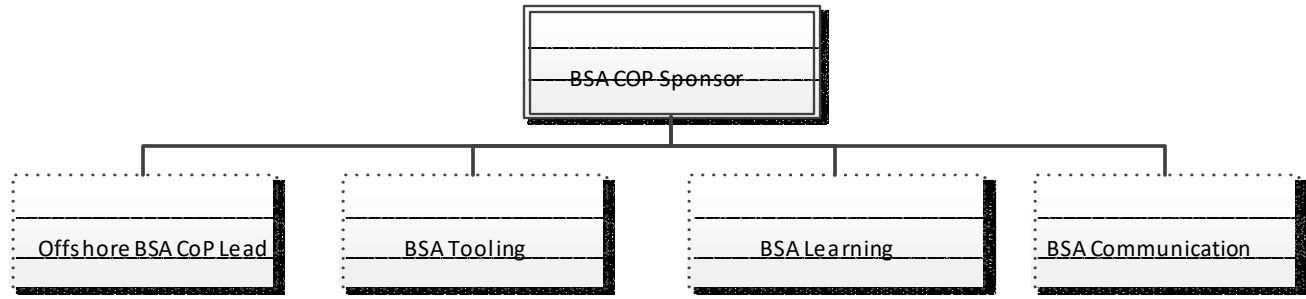 BSA COP Sponsor
Offshore BSA CoP Lead
BSA Tooling
BSA Learning
BSA Communication